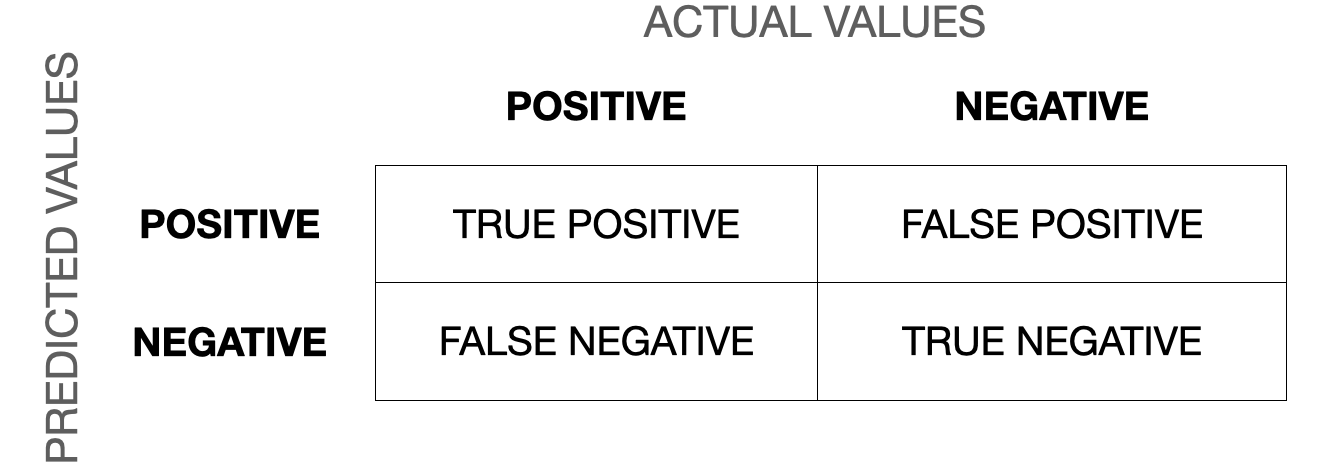 ACTUAL VALUES
PREDICTED VALUES
POSITIVE NEGATIVE
POSITIVE TRUE POSITIVE FALSE POSITIVE
NEGATIVE FALSE NEGATIVE TRUE NEGATIVE